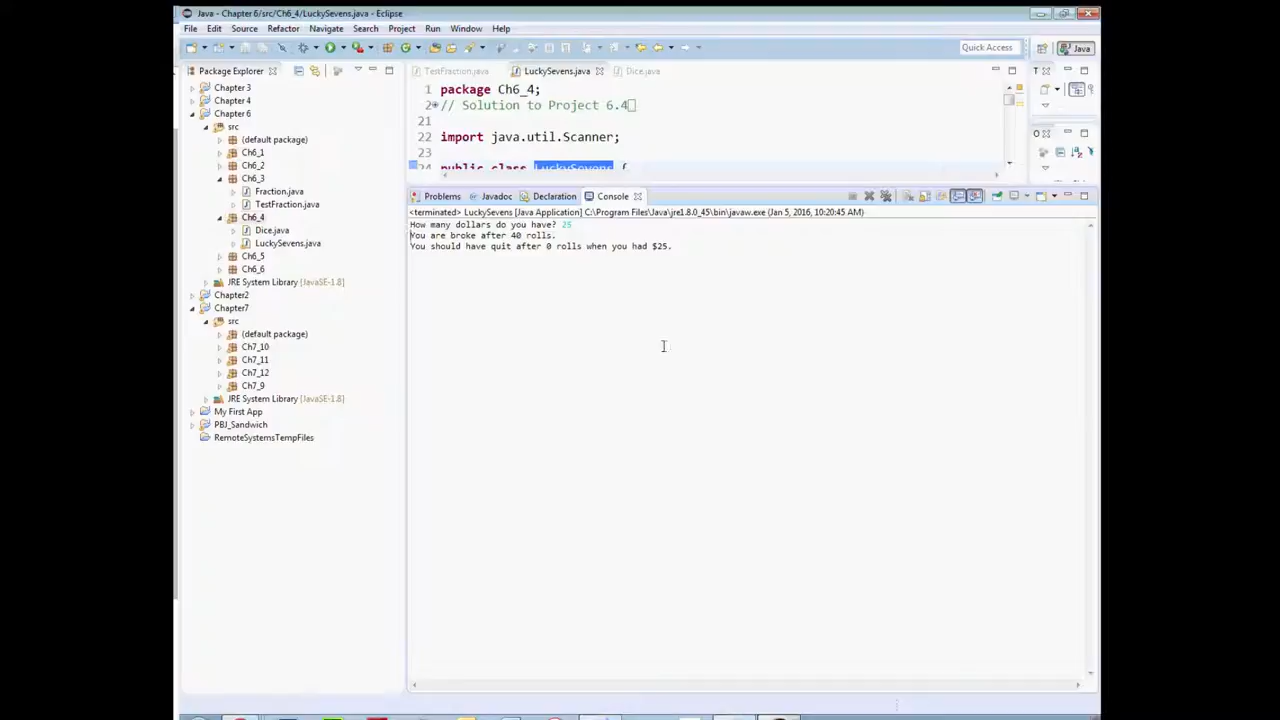 Java - Chapter 6/src/Ch6_4/LuckySevens.java - Eclipse
File Edit Source Refactor Navigate Search Project Run Window Help
Quick Access Java
Package Explorer
Chapter 3
Chapter 4
Chapter 6
src
(default package)
Ch6_1
Ch6_2
Ch6_3
Fraction.java
TestFraction.java
Ch6_4
Dice.java
LuckySevens.java
Ch6_5
Ch6_6
JRE System Library [JavaSE-1.8]
Chapter2
Chapter7
src
(default package)
Ch7_10
Ch7_11
Ch7_12
Ch7_9
JRE System Library [JavaSE-1.8]
My First App
PBJ_Sandwich
RemoteSystemsTempFiles
TestFraction.java LuckySevens.java Dice.java
1 package Ch6_4;
2 // Solution to Project 6.4
21
22 import java.util.Scanner;
23
24 public class LuckySevens {
T
O
Problems Javadoc Declaration Console
<terminated> LuckySevens [Java Application] C:\Program Files\Java\jre1.8.0_45\bin\javaw.exe (Jan 5, 2016, 10:20:45 AM)
How many dollars do you have? 25
You are broke after 40 rolls.
You should have quit after 0 rolls when you had $25.